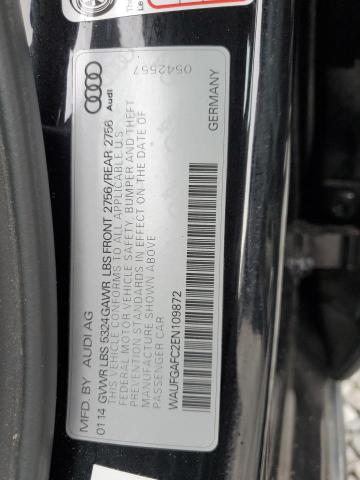 MFD. BY AUDI AG
01 14 GVWR LBS 5324 GAWR LBS FRONT 2756/REAR 2756
THIS VEHICLE CONFORMS TO ALL APPLICABLE U.S.
FEDERAL MOTOR VEHICLE SAFETY, BUMPER AND THEFT
PREVENTION STANDARDS IN EFFECT ON THE DATE OF
MANUFACTURE SHOWN ABOVE.
PASSENGER CAR
WAUFGAFC2EN109872
Audi
0542557
GERMANY